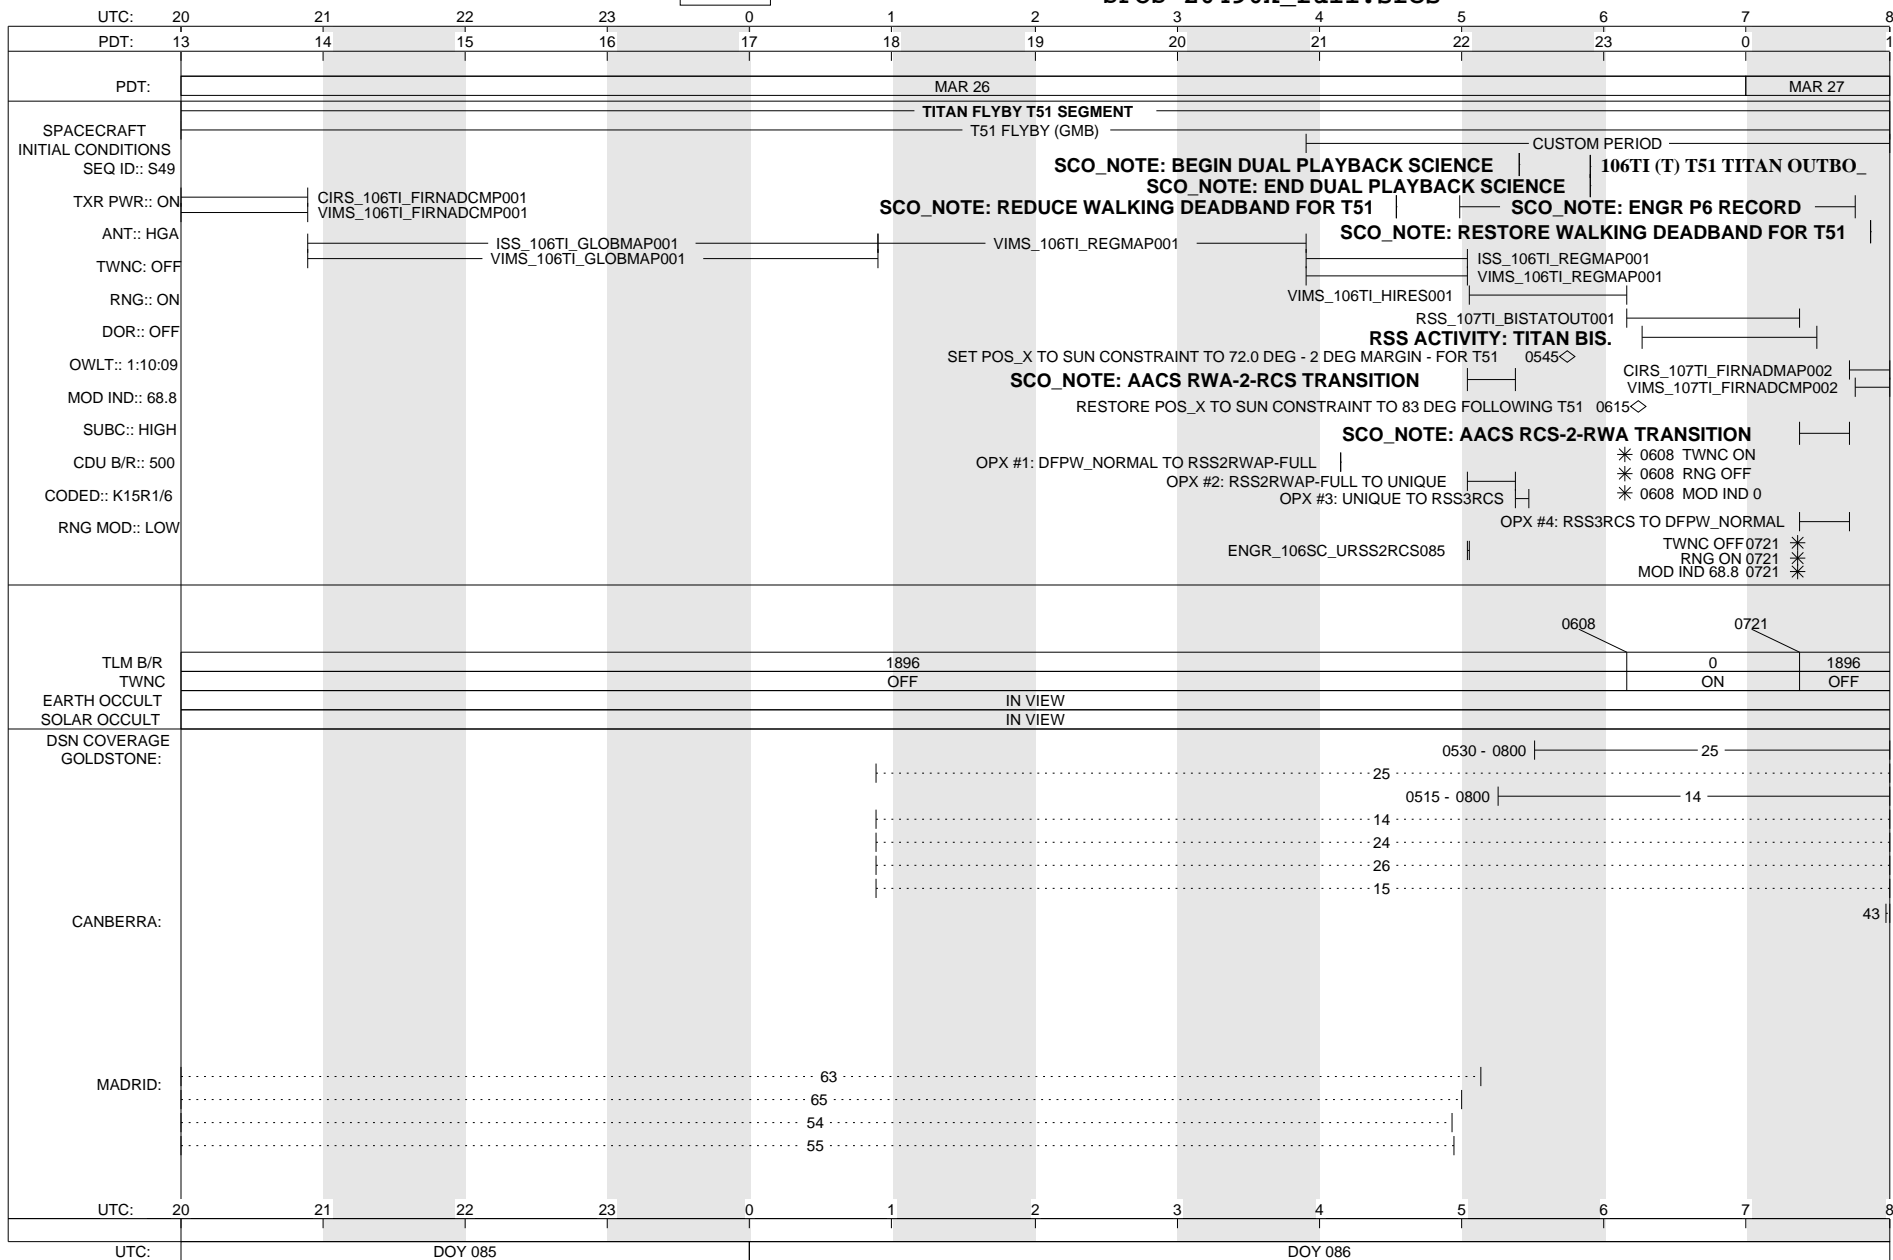 UTC: 20 21 22 23 0 1 2 3 4 5 6 7 8
PDT: 13 14 15 16 17 18 19 20 21 22 23 0 1
PDT: MAR 26 MAR 27
TITAN FLYBY T51 SEGMENT
SPACECRAFT T51 FLYBY (GMB)
INITIAL CONDITIONS CUSTOM PERIOD
SEQ ID:: S49 SCO_NOTE: BEGIN DUAL PLAYBACK SCIENCE 106TI (T) T51 TITAN OUTBO_
SCO_NOTE: END DUAL PLAYBACK SCIENCE
TXR PWR:: ON CIRS_106TI_FIRNADCMP001 SCO_NOTE: REDUCE WALKING DEADBAND FOR T51 SCO_NOTE: ENGR P6 RECORD
VIMS_106TI_FIRNADCMP001
ANT:: HGA SCO_NOTE: RESTORE WALKING DEADBAND FOR T51
ISS_106TI_GLOBMAP001 VIMS_106TI_REGMAP001
VIMS_106TI_GLOBMAP001 ISS_106TI_REGMAP001
TWNC: OFF VIMS_106TI_REGMAP001
RNG:: ON VIMS_106TI_HIRES001
RSS_107TI_BISTATOUT001
DOR:: OFF RSS ACTIVITY: TITAN BIS.
SET POS_X TO SUN CONSTRAINT TO 72.0 DEG - 2 DEG MARGIN - FOR T51 0545
OWLT:: 1:10:09 CIRS_107TI_FIRNADMAP002
SCO_NOTE: AACS RWA-2-RCS TRANSITION VIMS_107TI_FIRNADCMP002
MOD IND:: 68.8
RESTORE POS_X TO SUN CONSTRAINT TO 83 DEG FOLLOWING T51 0615
SUBC:: HIGH SCO_NOTE: AACS RCS-2-RWA TRANSITION
0608 TWNC ON
CDU B/R:: 500 OPX #1: DFPW_NORMAL TO RSS2RWAP-FULL
OPX #2: RSS2RWAP-FULL TO UNIQUE 0608 RNG OFF
CODED:: K15R1/6 OPX #3: UNIQUE TO RSS3RCS 0608 MOD IND 0
RNG MOD:: LOW OPX #4: RSS3RCS TO DFPW_NORMAL
ENGR_106SC_URSS2RCS085 TWNC OFF 0721
RNG ON 0721
MOD IND 68.8 0721
0608 0721
TLM B/R 1896 0 1896
TWNC OFF ON OFF
EARTH OCCULT IN VIEW
SOLAR OCCULT IN VIEW
DSN COVERAGE
GOLDSTONE: 0530 - 0800 25
25
0515 - 0800 14
14
24
26
15
CANBERRA: 43
MADRID: 63
65
54
55
UTC: 20 21 22 23 0 1 2 3 4 5 6 7 8
UTC: DOY 085 DOY 086